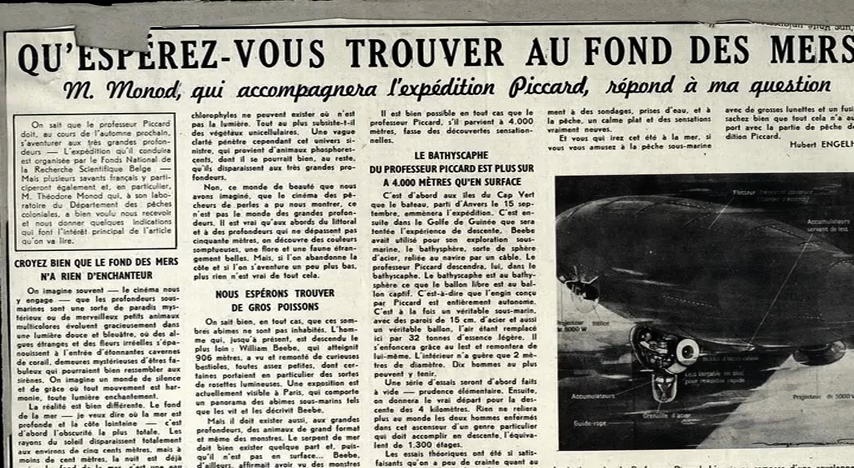 QU'ESPÉREZ-VOUS TROUVER AU FOND DES MERS
M. Monod, qui accompagnera l'expédition Piccard, répond à ma question
On sait que le professeur Piccard
doit, au cours de l'automne prochain,
s'aventurer aux très grandes profon-
deurs — L'expédition qu'il conduira
est organisée par le Fonds National de
la Recherche Scientifique Belge —
Mais plusieurs savants français y parti-
ciperont également et, en particulier,
M. Théodore Monod qui, à son labo-
ratoire du Département des pêches
coloniales, a bien voulu nous recevoir
et nous donner quelques indications
qui font l'intérêt principal de l'article
qu'on va lire.
CROYEZ BIEN QUE LE FOND DES MERS
N'A RIEN D'ENCHANTEUR
On imagine souvent — le cinéma nous
y engage — que les profondeurs sous-
marines sont une sorte de paradis mys-
térieux où de merveilleux petits animaux
multicolores évoluent gracieusement dans
une lumière douce et bleuâtre, où des al-
gues étranges et des fleurs irréelles s'épa-
nouissent à l'entrée d'étonnantes cavernes
de corail, demeures mystérieuses d'êtres fa-
buleux qui pourraient bien ressembler aux
sirènes. On imagine un monde de silence
et de grâce où tout mouvement est har-
monie, toute lumière enchantement.
La réalité est bien différente. Le fond
de la mer — je veux dire où la mer est
profonde et la côte lointaine — c'est
d'abord l'obscurité la plus totale. Les
rayons du soleil disparaissent totalement
aux environs de cinq cents mètres, mais à
moins de cent mètres, la nuit est déjà
chlorophylles ne peuvent exister où n'est
pas la lumière. Tout au plus subsiste-t-il
des végétaux unicellulaires. Une vague
clarté pénètre cependant cet univers si-
nistre, qui provient d'animaux phosphores-
cents, dont il se pourrait bien, au reste,
qu'ils disparaissent aux très grandes pro-
fondeurs.
Non, ce monde de beauté que nous
avons imaginé, que le cinéma des pê-
cheurs de perles a pu nous montrer, ce
n'est pas le monde des grandes profon-
deurs. Il est vrai qu'aux abords du littoral
et à des profondeurs qui ne dépassent pas
cinquante mètres, on découvre des couleurs
somptueuses, une flore et une faune étran-
gement belles. Mais, si l'on abandonne la
côte et si l'on s'aventure un peu plus bas,
plus rien n'est vrai de tout cela.
NOUS ESPÉRONS TROUVER
DE GROS POISSONS
On sait bien, en tout cas, que ces som-
bres abîmes ne sont pas inhabités. L'hom-
me qui, jusqu'à présent, est descendu le
plus loin : William Beebe, qui atteignit
906 mètres, a vu et remonté de curieuses
bestioles, toutes assez petites, dont cer-
taines portaient en particulier des sortes
de rosettes lumineuses. Une exposition est
actuellement visible à Paris, qui comporte
un panorama des abîmes sous-marins tels
que les vit et les décrivit Beebe.
Mais il doit exister aussi, aux grandes
profondeurs, des animaux de grand format
et même des monstres. Le serpent de mer
doit bien exister quelque part et, puis-
qu'il n'est pas en surface... Beebe,
d'ailleurs, affirmait avoir vu des monstres
Il est bien possible en tout cas que le
professeur Piccard, s'il parvient à 4.000
mètres, fasse des découvertes sensation-
nelles.
LE BATHYSCAPHE
DU PROFESSEUR PICCARD EST PLUS SUR
A 4.000 MÈTRES QU'EN SURFACE
C'est d'abord aux îles du Cap Vert
que le bateau, parti d'Anvers le 15 sep-
tembre, emmènera l'expédition. C'est en-
suite dans le Golfe de Guinée que sera
tentée l'expérience de descente. Beebe
avait utilisé pour son exploration sous-
marine, le bathysphère, sorte de sphère
d'acier, reliée au navire par un câble. Le
professeur Piccard descendra, lui, dans le
bathyscaphe. Le bathyscaphe est au bathy-
sphère ce que le ballon libre est au bal-
lon captif. C'est-à-dire que l'engin conçu
par Piccard est entièrement autonome.
C'est à la fois un véritable sous-marin,
avec des parois de 15 cm. d'acier et aussi
un véritable ballon, l'air étant remplacé
ici par 32 tonnes d'essence légère. Il
s'enfoncera grâce au lest et remontera de
lui-même. L'intérieur n'a guère que 2 mè-
tres de diamètre. Dix hommes au plus
peuvent y tenir.
Une série d'essais seront d'abord faits
à vide — prudence élémentaire. Ensuite,
on donnera le vrai départ pour la des-
cente des 4 kilomètres. Rien ne reliera
plus au monde les deux hommes enfermés
dans cet ascenseur d'un genre particulier
qui doit accomplir en descente, l'équiva-
lent de 1.300 étages.
Les essais théoriques ont été si satis-
faisants qu'on a peu de crainte quant au
ment à des sondages, prises d'eau, et à
la pêche, un calme plat et des sensations
vraiment neuves.
Et vous qui irez cet été à la mer, si
vous vous amusez à la pêche sous-marine
avec de grosses lunettes et un fusi
sachez bien que tout cela n'a au
port avec la partie de pêche de
dition Piccard.
Hubert ENGELH
Accumulateurs
servent de lest
Projecteur
Accumulateurs
Grenaille d'acier
Guide-rope
Projecteur de 5000